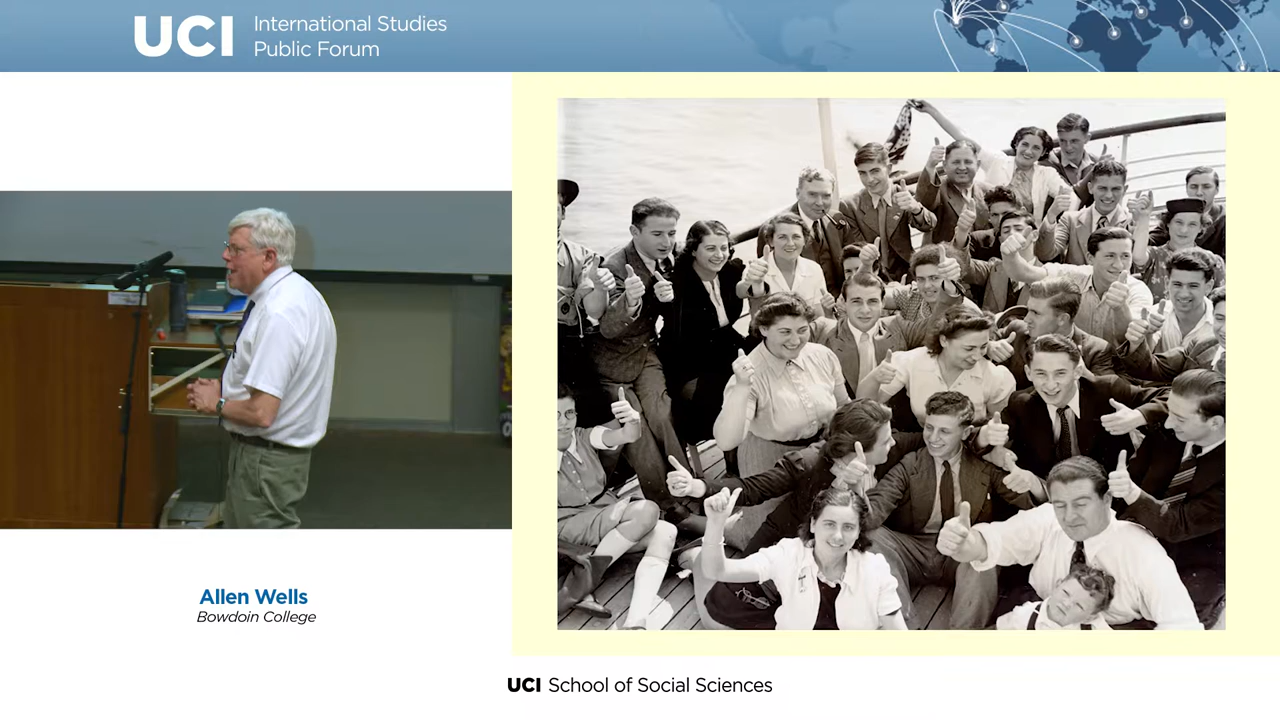 UCI
International Studies
Public Forum
Allen Wells
Bowdoin College
UCI School of Social Sciences